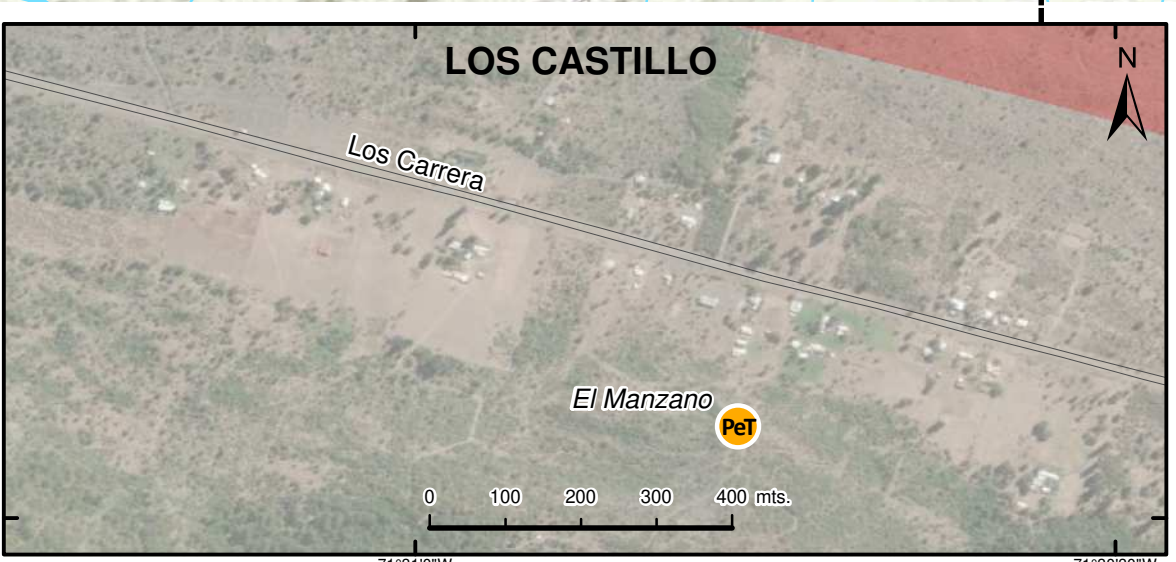 LOS CASTILLO
N
Los Carrera
El Manzano
PeT
0 100 200 300 400 mts.